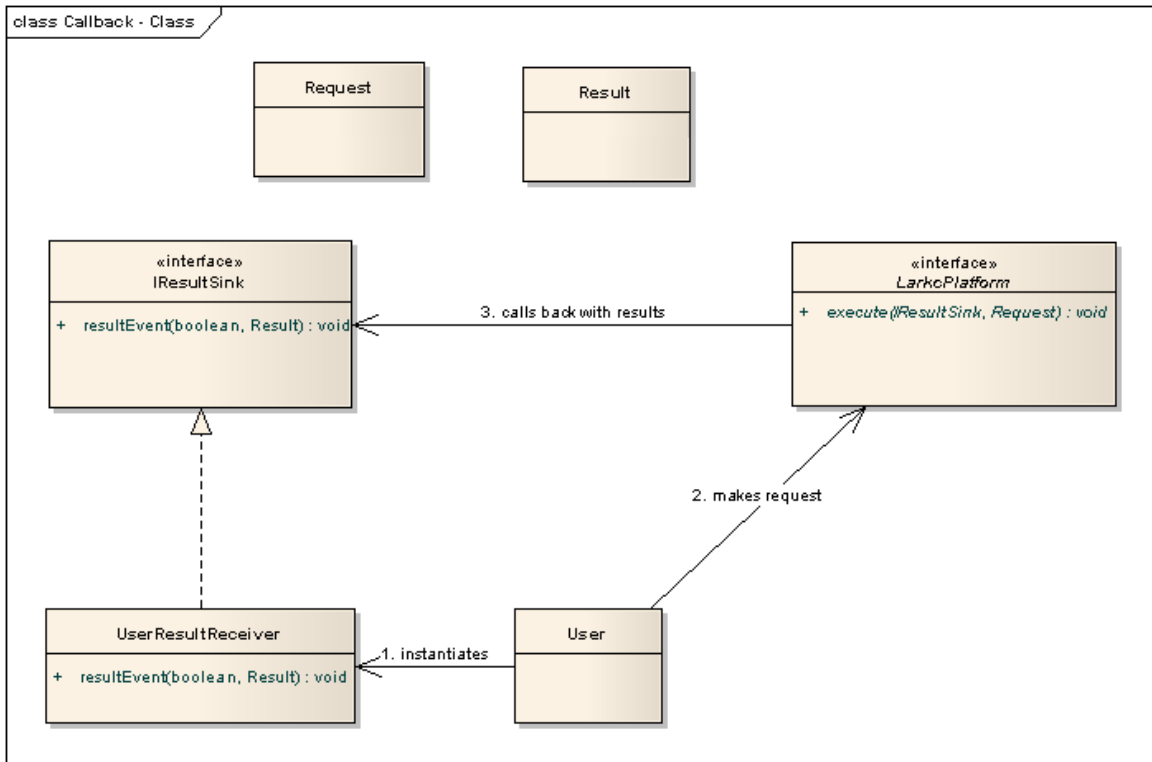 class Callback - Class
Request
Result
«interface»
IResultSink
+ resultEvent(boolean, Result) : void
«interface»
LarkcPlatform
+ execute(IResultSink, Request) : void
3. calls back with results
2. makes request
UserResultReceiver
+ resultEvent(boolean, Result) : void
1. instantiates
User